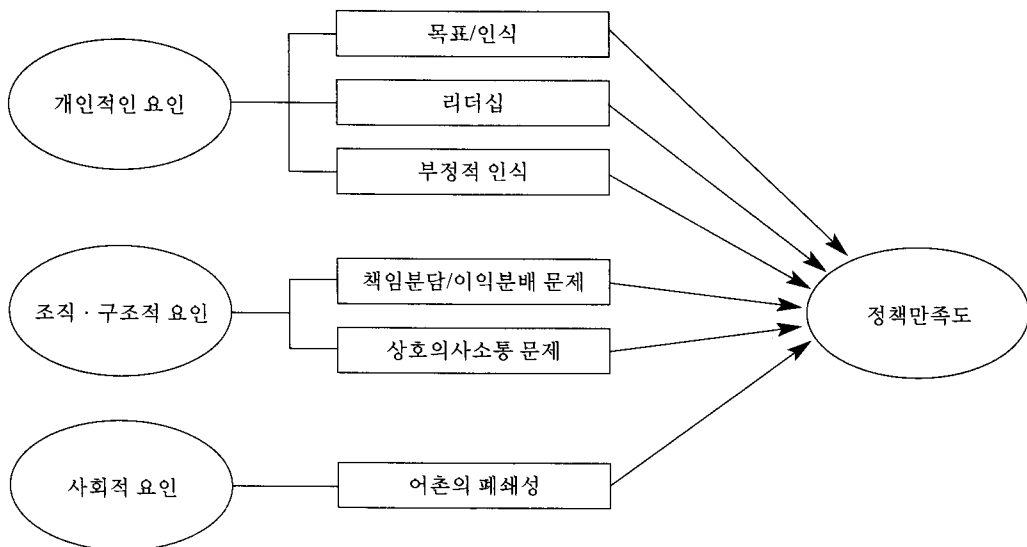 목표/인식
개인적인 요인
리더십
부정적 인식
책임분담/이익분배 문제
조직 · 구조적 요인
상호의사소통 문제
정책만족도
사회적 요인
어촌의 폐쇄성